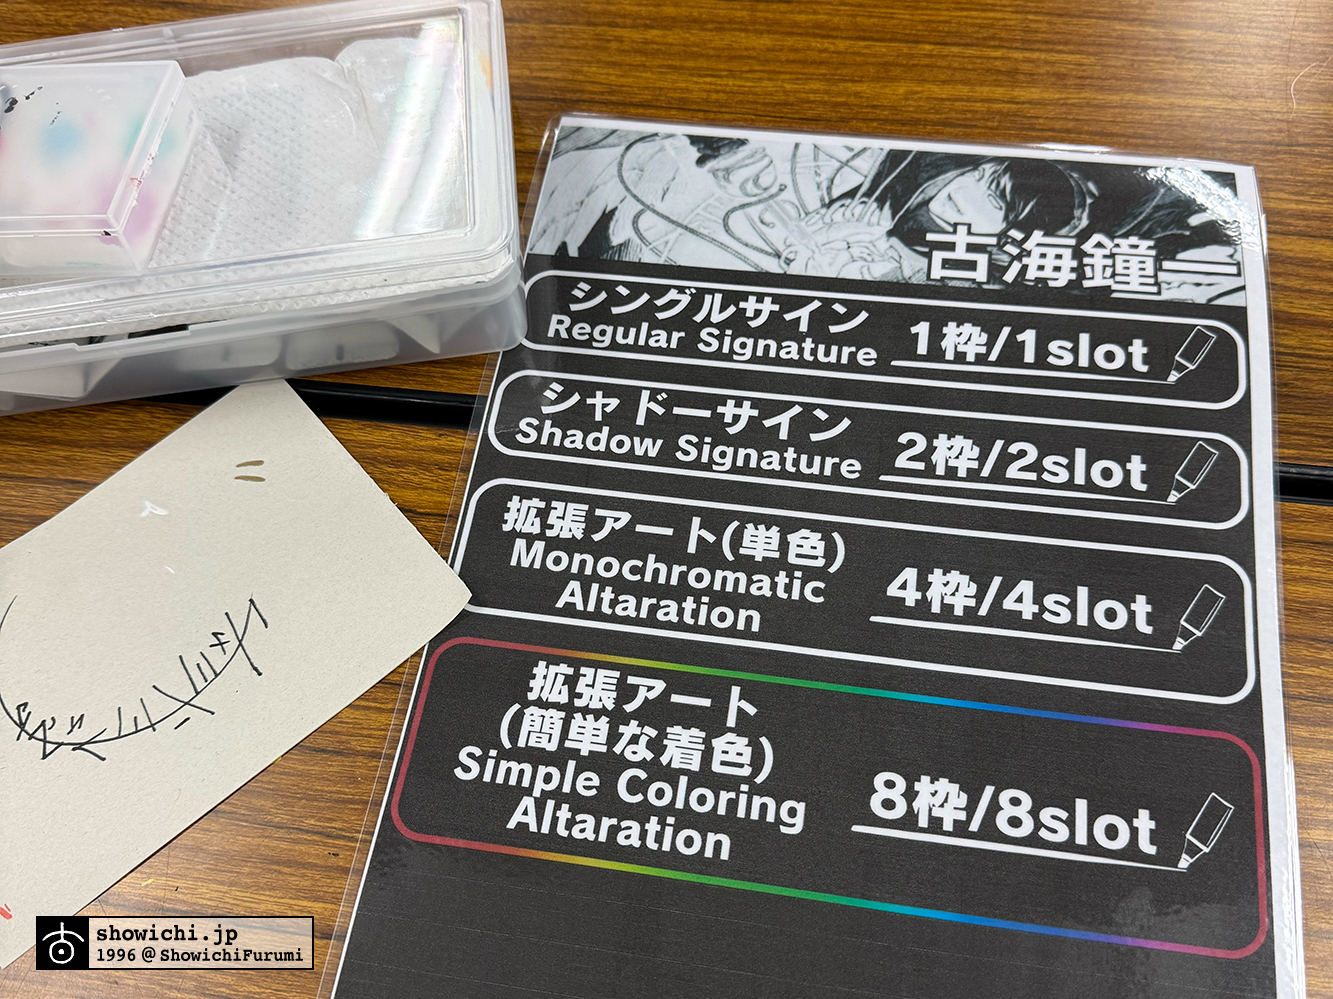 古海鐘一
シングルサイン
Regular Signature
1枠/1slot
シャドーサイン
Shadow Signature
2枠/2slot
拡張アート(単色)
Monochromatic
Altaration
4枠/4slot
拡張アート
(簡単な着色)
Simple Coloring
Altaration
8枠/8slot
showichi.jp
1996 @ ShowichiFurumi